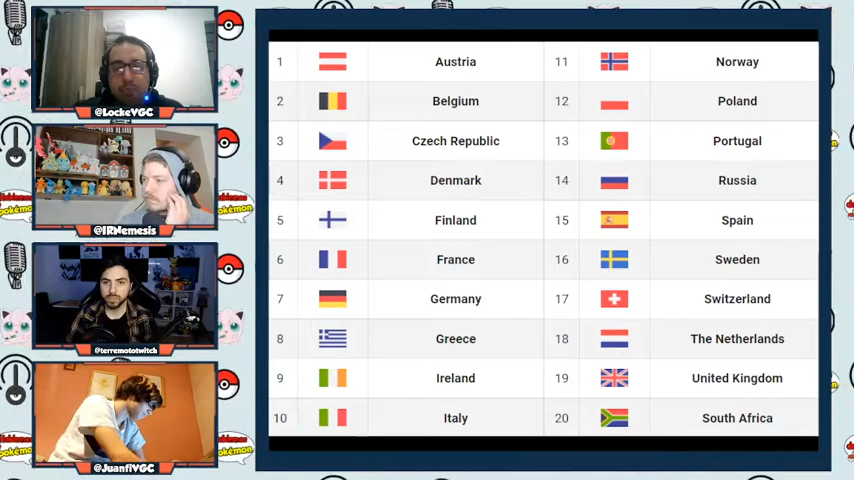 @LockeVGC
@IRNemesis
@terremototwitch
@JuanfiVGC
1 Austria 11 Norway
2 Belgium 12 Poland
3 Czech Republic 13 Portugal
4 Denmark 14 Russia
5 Finland 15 Spain
6 France 16 Sweden
7 Germany 17 Switzerland
8 Greece 18 The Netherlands
9 Ireland 19 United Kingdom
10 Italy 20 South Africa